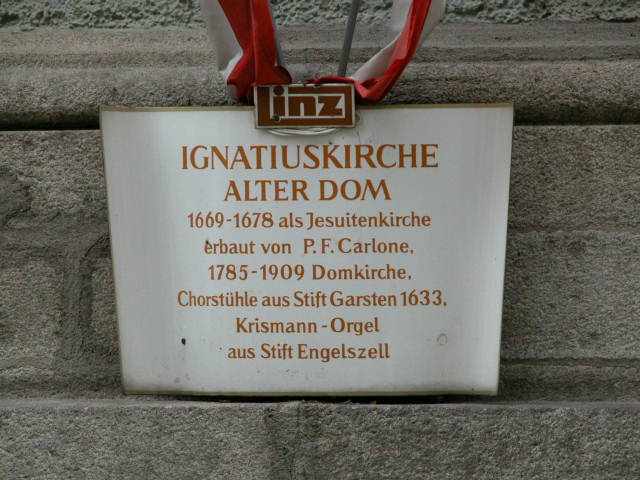 Linz
IGNATIUSKIRCHE
ALTER DOM
1669-1678 als Jesuitenkirche
erbaut von P.F. Carlone,
1785-1909 Domkirche,
Chorstühle aus Stift Garsten 1633,
Krismann-Orgel
aus Stift Engelszell